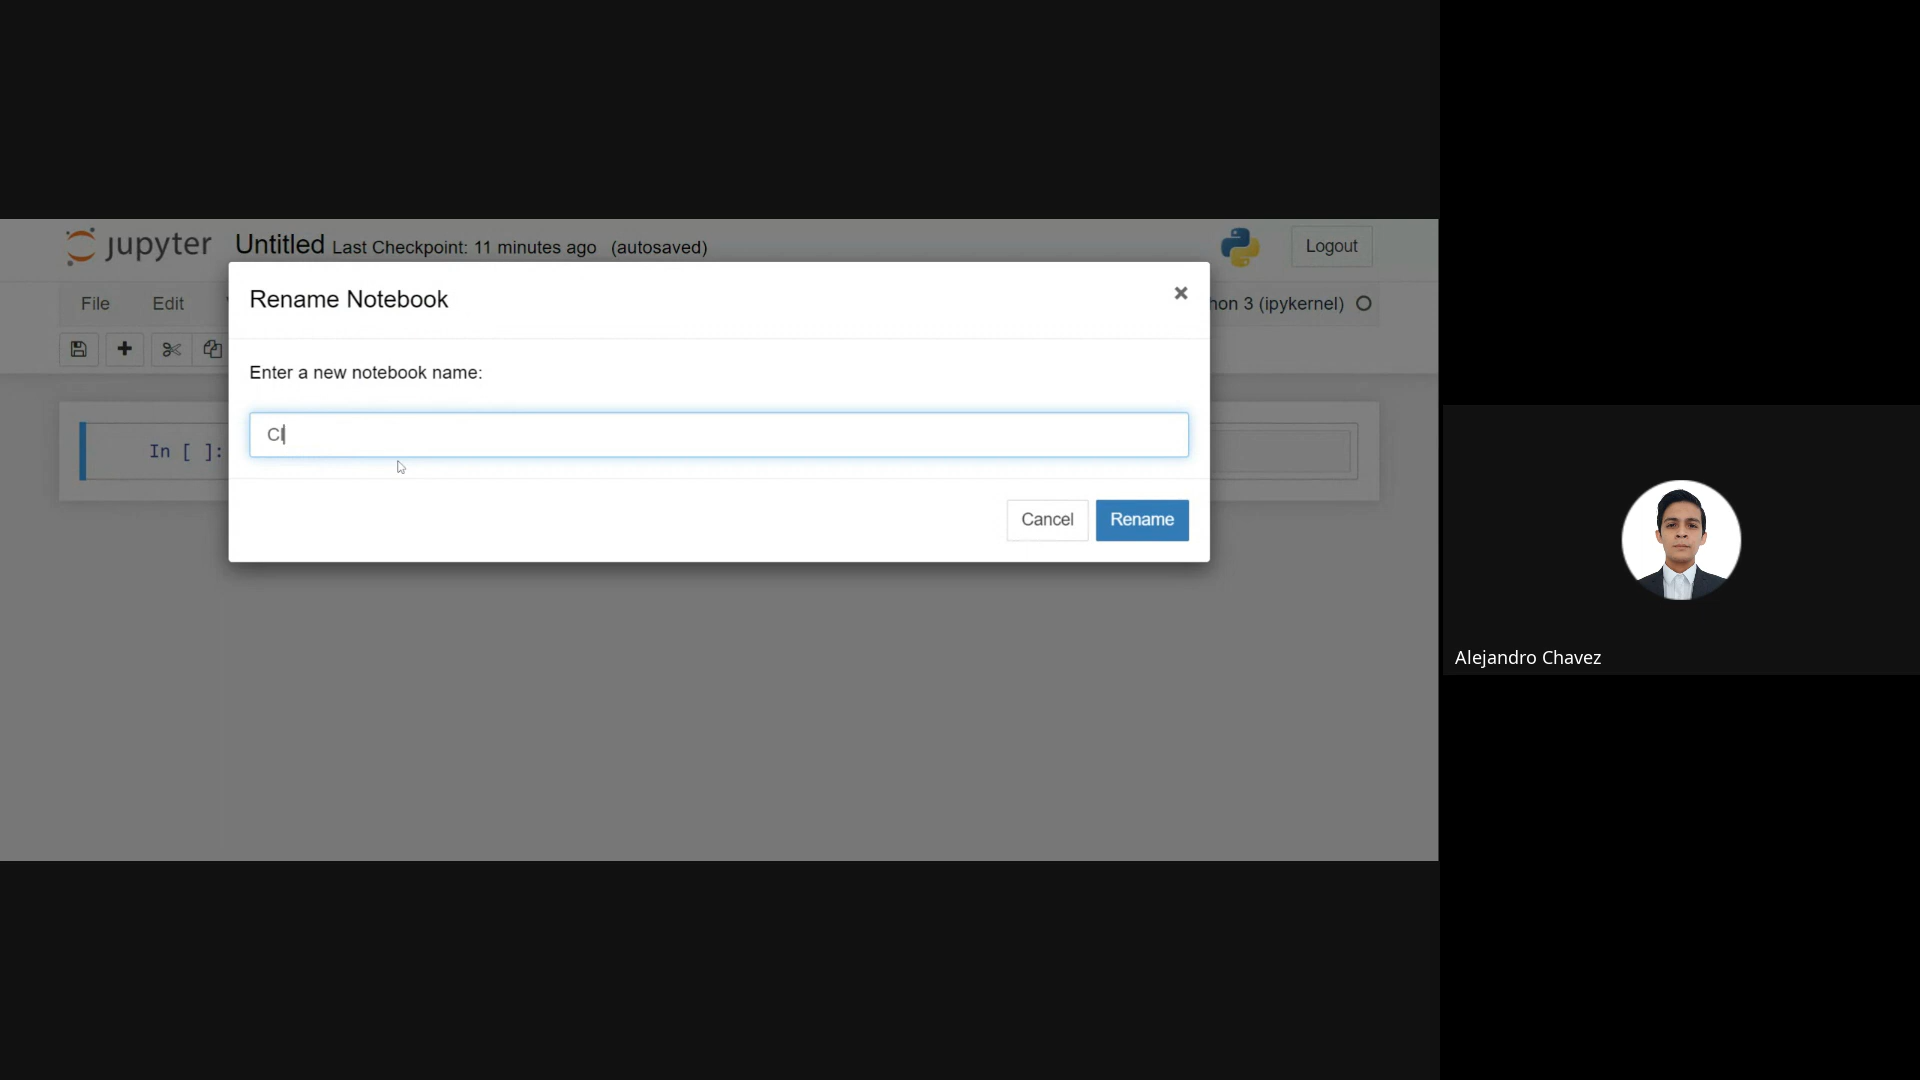 jupyter Untitled Last Checkpoint: 11 minutes ago (autosaved)
Logout
File Edit
hon 3 (ipykernel)
Rename Notebook
Enter a new notebook name:
Cl
In [ ]:
Cancel Rename
Alejandro Chavez